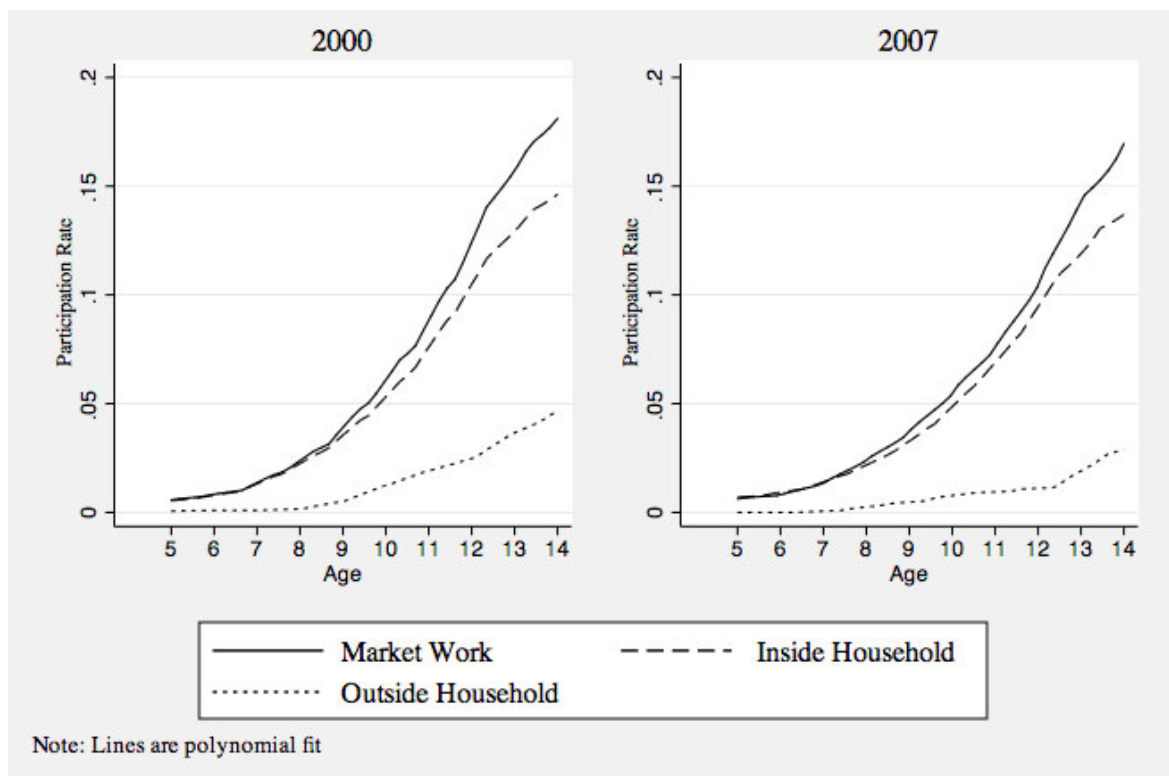 2000
.2
.15
.1
.05
0
Participation Rate
5 6 7 8 9 10 11 12 13 14
Age
2007
.2
.15
.1
.05
0
Participation Rate
5 6 7 8 9 10 11 12 13 14
Age
Market Work
Inside Household
Outside Household
Note: Lines are polynomial fit